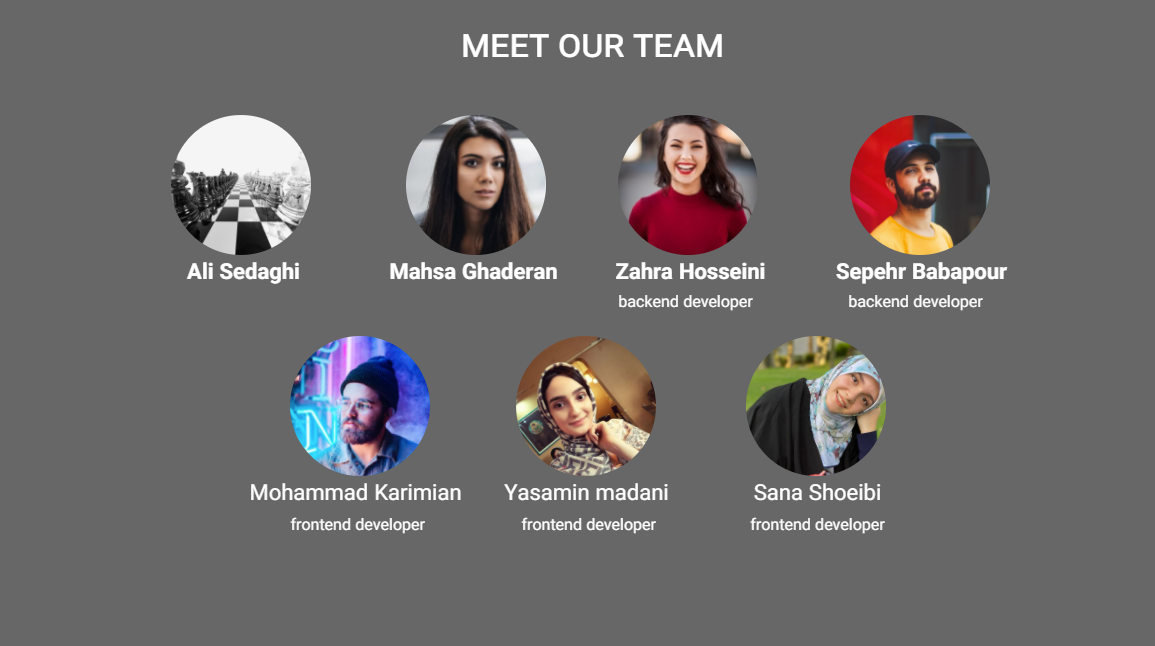 MEET OUR TEAM
Ali Sedaghi
Mahsa Ghaderan
Zahra Hosseini
backend developer
Sepehr Babapour
backend developer
Mohammad Karimian
frontend developer
Yasamin madani
frontend developer
Sana Shoeibi
frontend developer